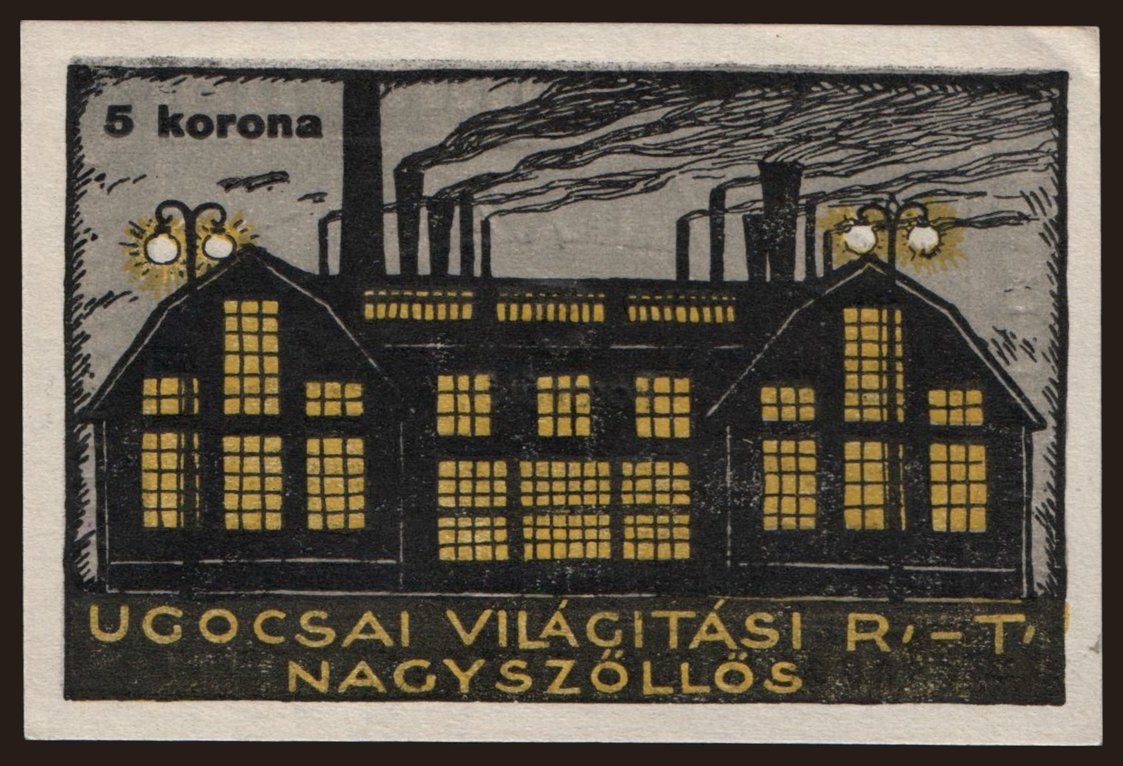 5 korona
UGOCSAI VILÁGITÁSI R,-T,
NAGYSZŐLLŐS